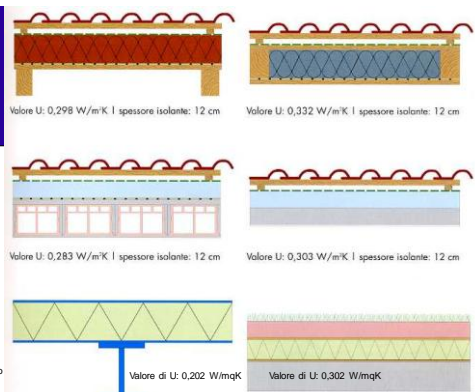 Valore U: 0,298 W/m²K | spessore isolante: 12 cm
Valore U: 0,332 W/m²K | spessore isolante: 12 cm
Valore U: 0,283 W/m²K | spessore isolante: 12 cm
Valore U: 0,303 W/m²K | spessore isolante: 12 cm
Valore di U: 0,202 W/mqK
Valore di U: 0,302 W/mqK